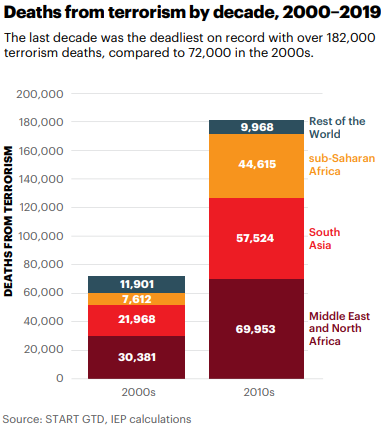 Deaths from terrorism by decade, 2000–2019
The last decade was the deadliest on record with over 182,000
terrorism deaths, compared to 72,000 in the 2000s.
DEATHS FROM TERRORISM
200,000
180,000
160,000
140,000
120,000
100,000
80,000
60,000
40,000
20,000
0
11,901
7,612
21,968
30,381
9,968
44,615
57,524
69,953
Rest of the
World
sub-Saharan
Africa
South
Asia
Middle East
and North
Africa
2000s
2010s
Source: START GTD, IEP calculations